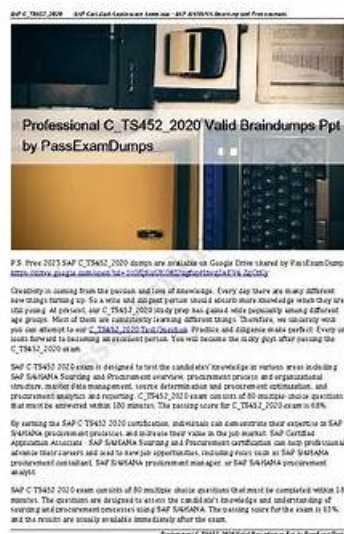 SAP C_TS452_2020
Professional C_TS452_2020 Valid Braindumps Ppt
by PassExamDumps
P.S. Free 2023 SAP C_TS452_2020 dumps are available on Google Drive shared by PassExamDumps:
Creativity is coming from the passion and love of knowledge. Every day there are many different
new things turning up. So a wise and diligent person should absorb more knowledge when they are
still young. At present, our C_TS452_2020 study prep has gained wide popularity among different
age groups. Most of them are consistently learning different things. Therefore, we sincerely wish
you can attempt to our C_TS452_2020 Test Question. Practice and diligence make perfect. Every one
looks forward to becoming an excellent person. You will become the lucky guys after passing the
C_TS452_2020 exam.
SAP C_TS452_2020 exam is designed to test the candidates' knowledge in various areas including
SAP S/4HANA Sourcing and Procurement overview, procurement process and organizational
structure, master data management, source determination and procurement optimization, and
procurement analytics and reporting. C_TS452_2020 exam consists of 80 multiple-choice questions
that must be answered within 180 minutes. The passing score for C_TS452_2020 exam is 68%.
By earning the SAP C_TS452_2020 certification, individuals can demonstrate their expertise in SAP
S/4HANA procurement processes and increase their value in the job market. SAP Certified
Application Associate - SAP S/4HANA Sourcing and Procurement certification can help professionals
advance their careers and lead to new job opportunities, including roles such as SAP S/4HANA
procurement consultant, SAP S/4HANA procurement manager, or SAP S/4HANA procurement
analyst.
SAP C_TS452_2020 exam consists of 80 multiple choice questions that must be completed within 180
minutes. The questions are designed to assess the candidate's knowledge and understanding of
sourcing and procurement processes using SAP S/4HANA. The passing score for the exam is 63%,
and the results are usually available immediately after the exam.